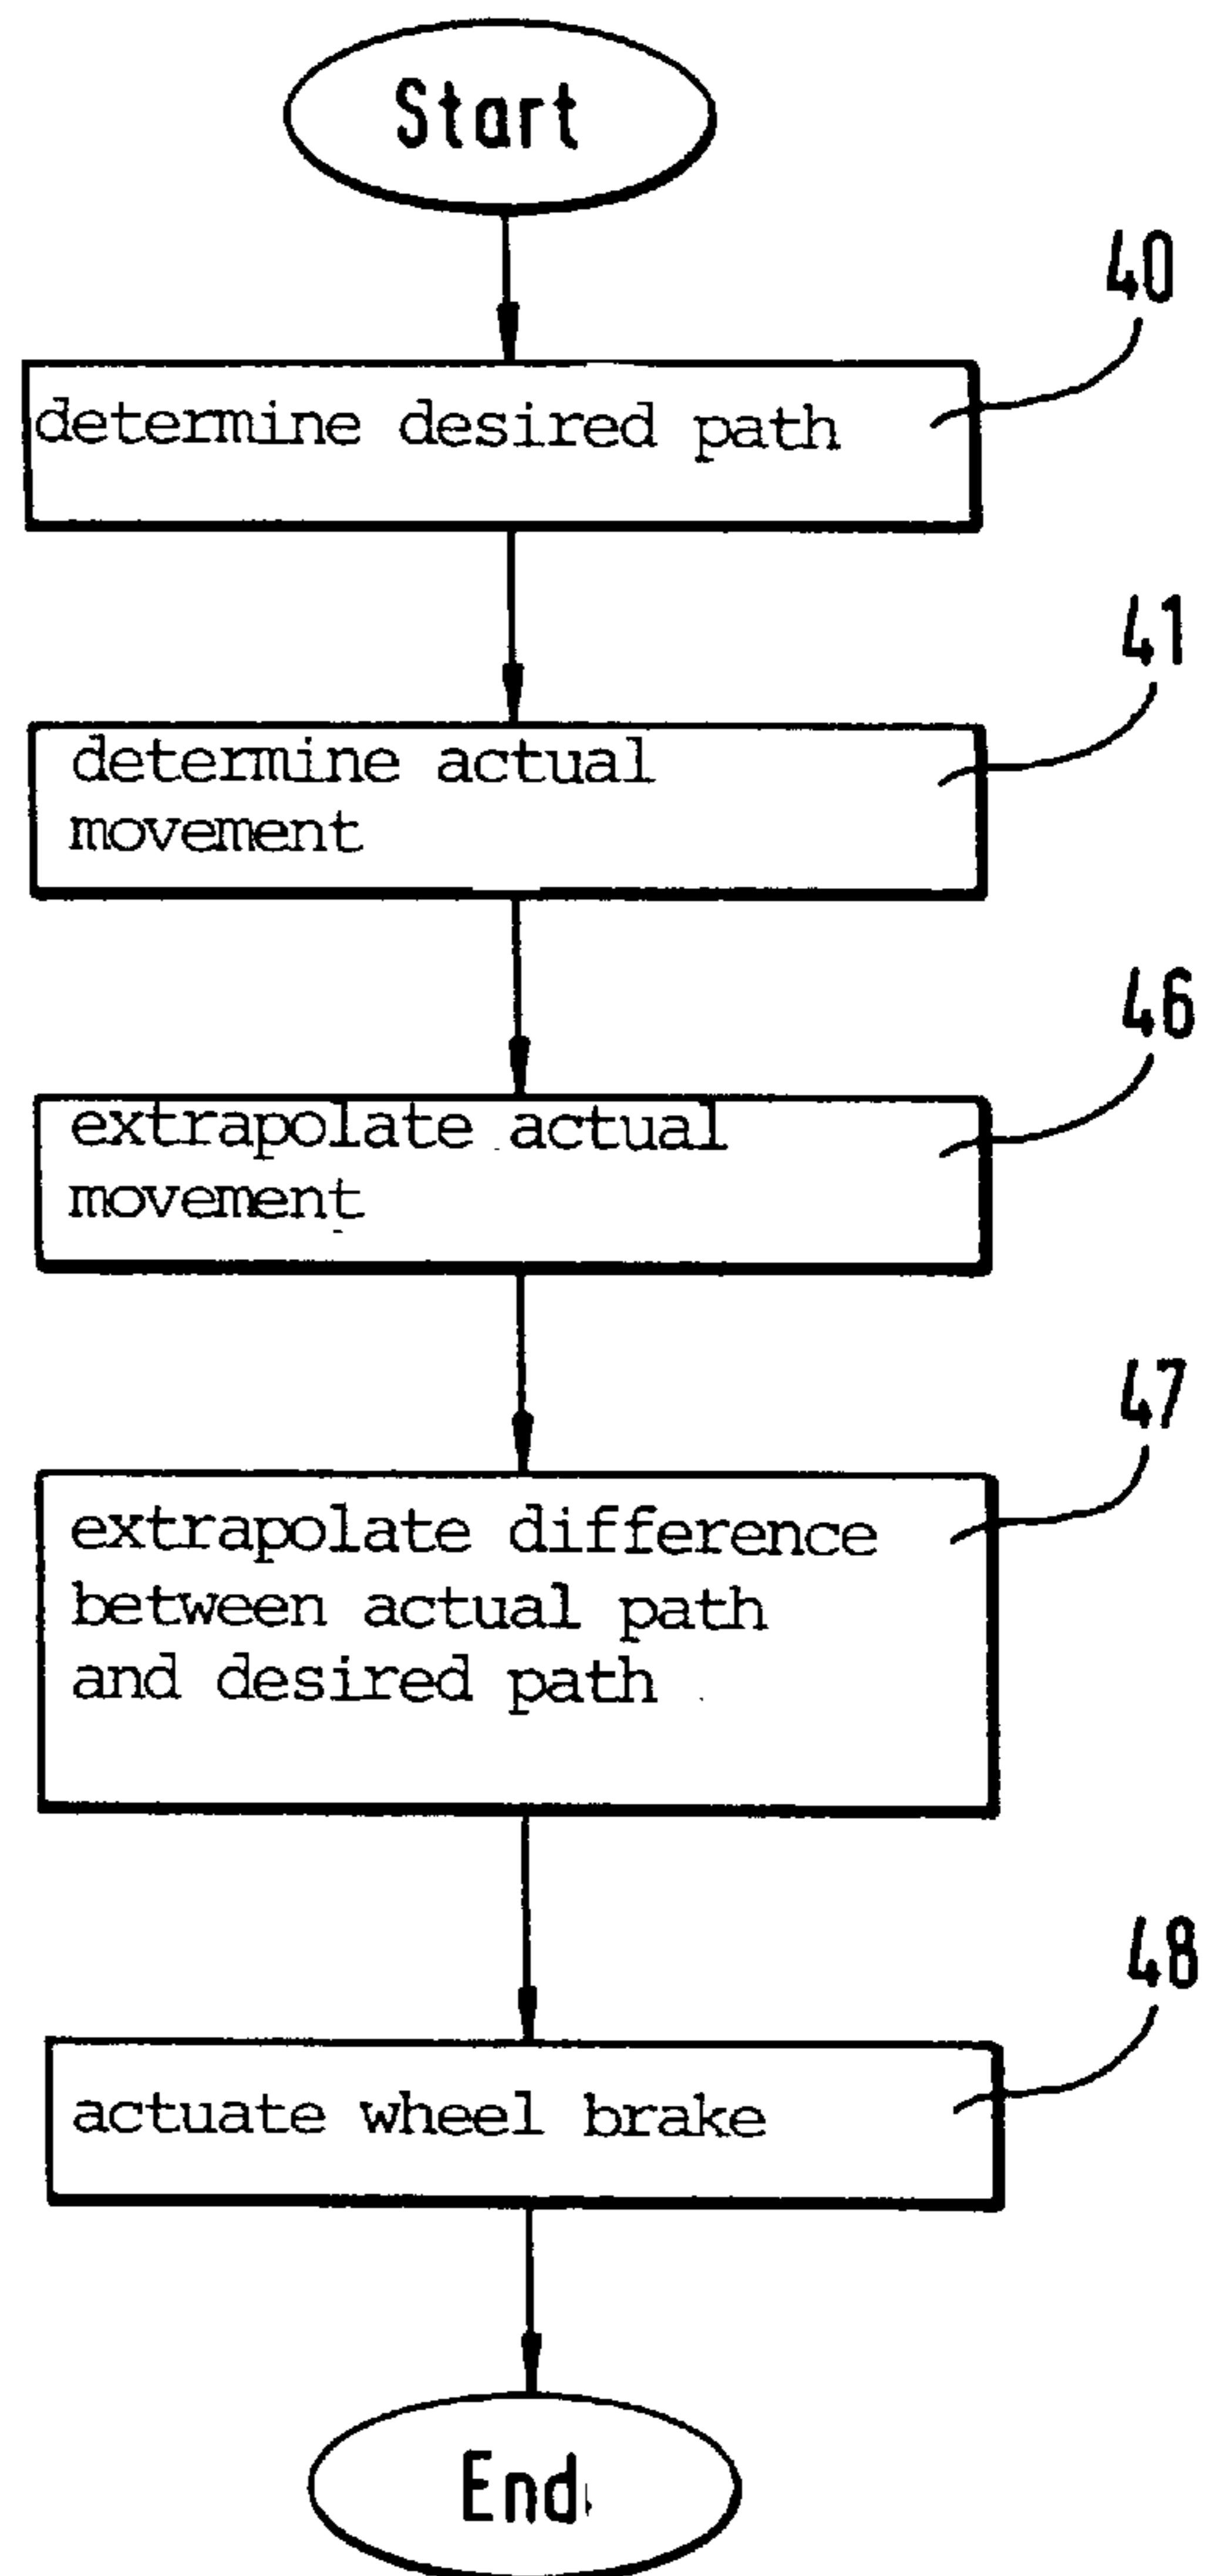 Start
40
determine desired path
41
determine actual
movement
46
extrapolate actual
movement
47
extrapolate difference
between actual path
and desired path
48
actuate wheel brake
End